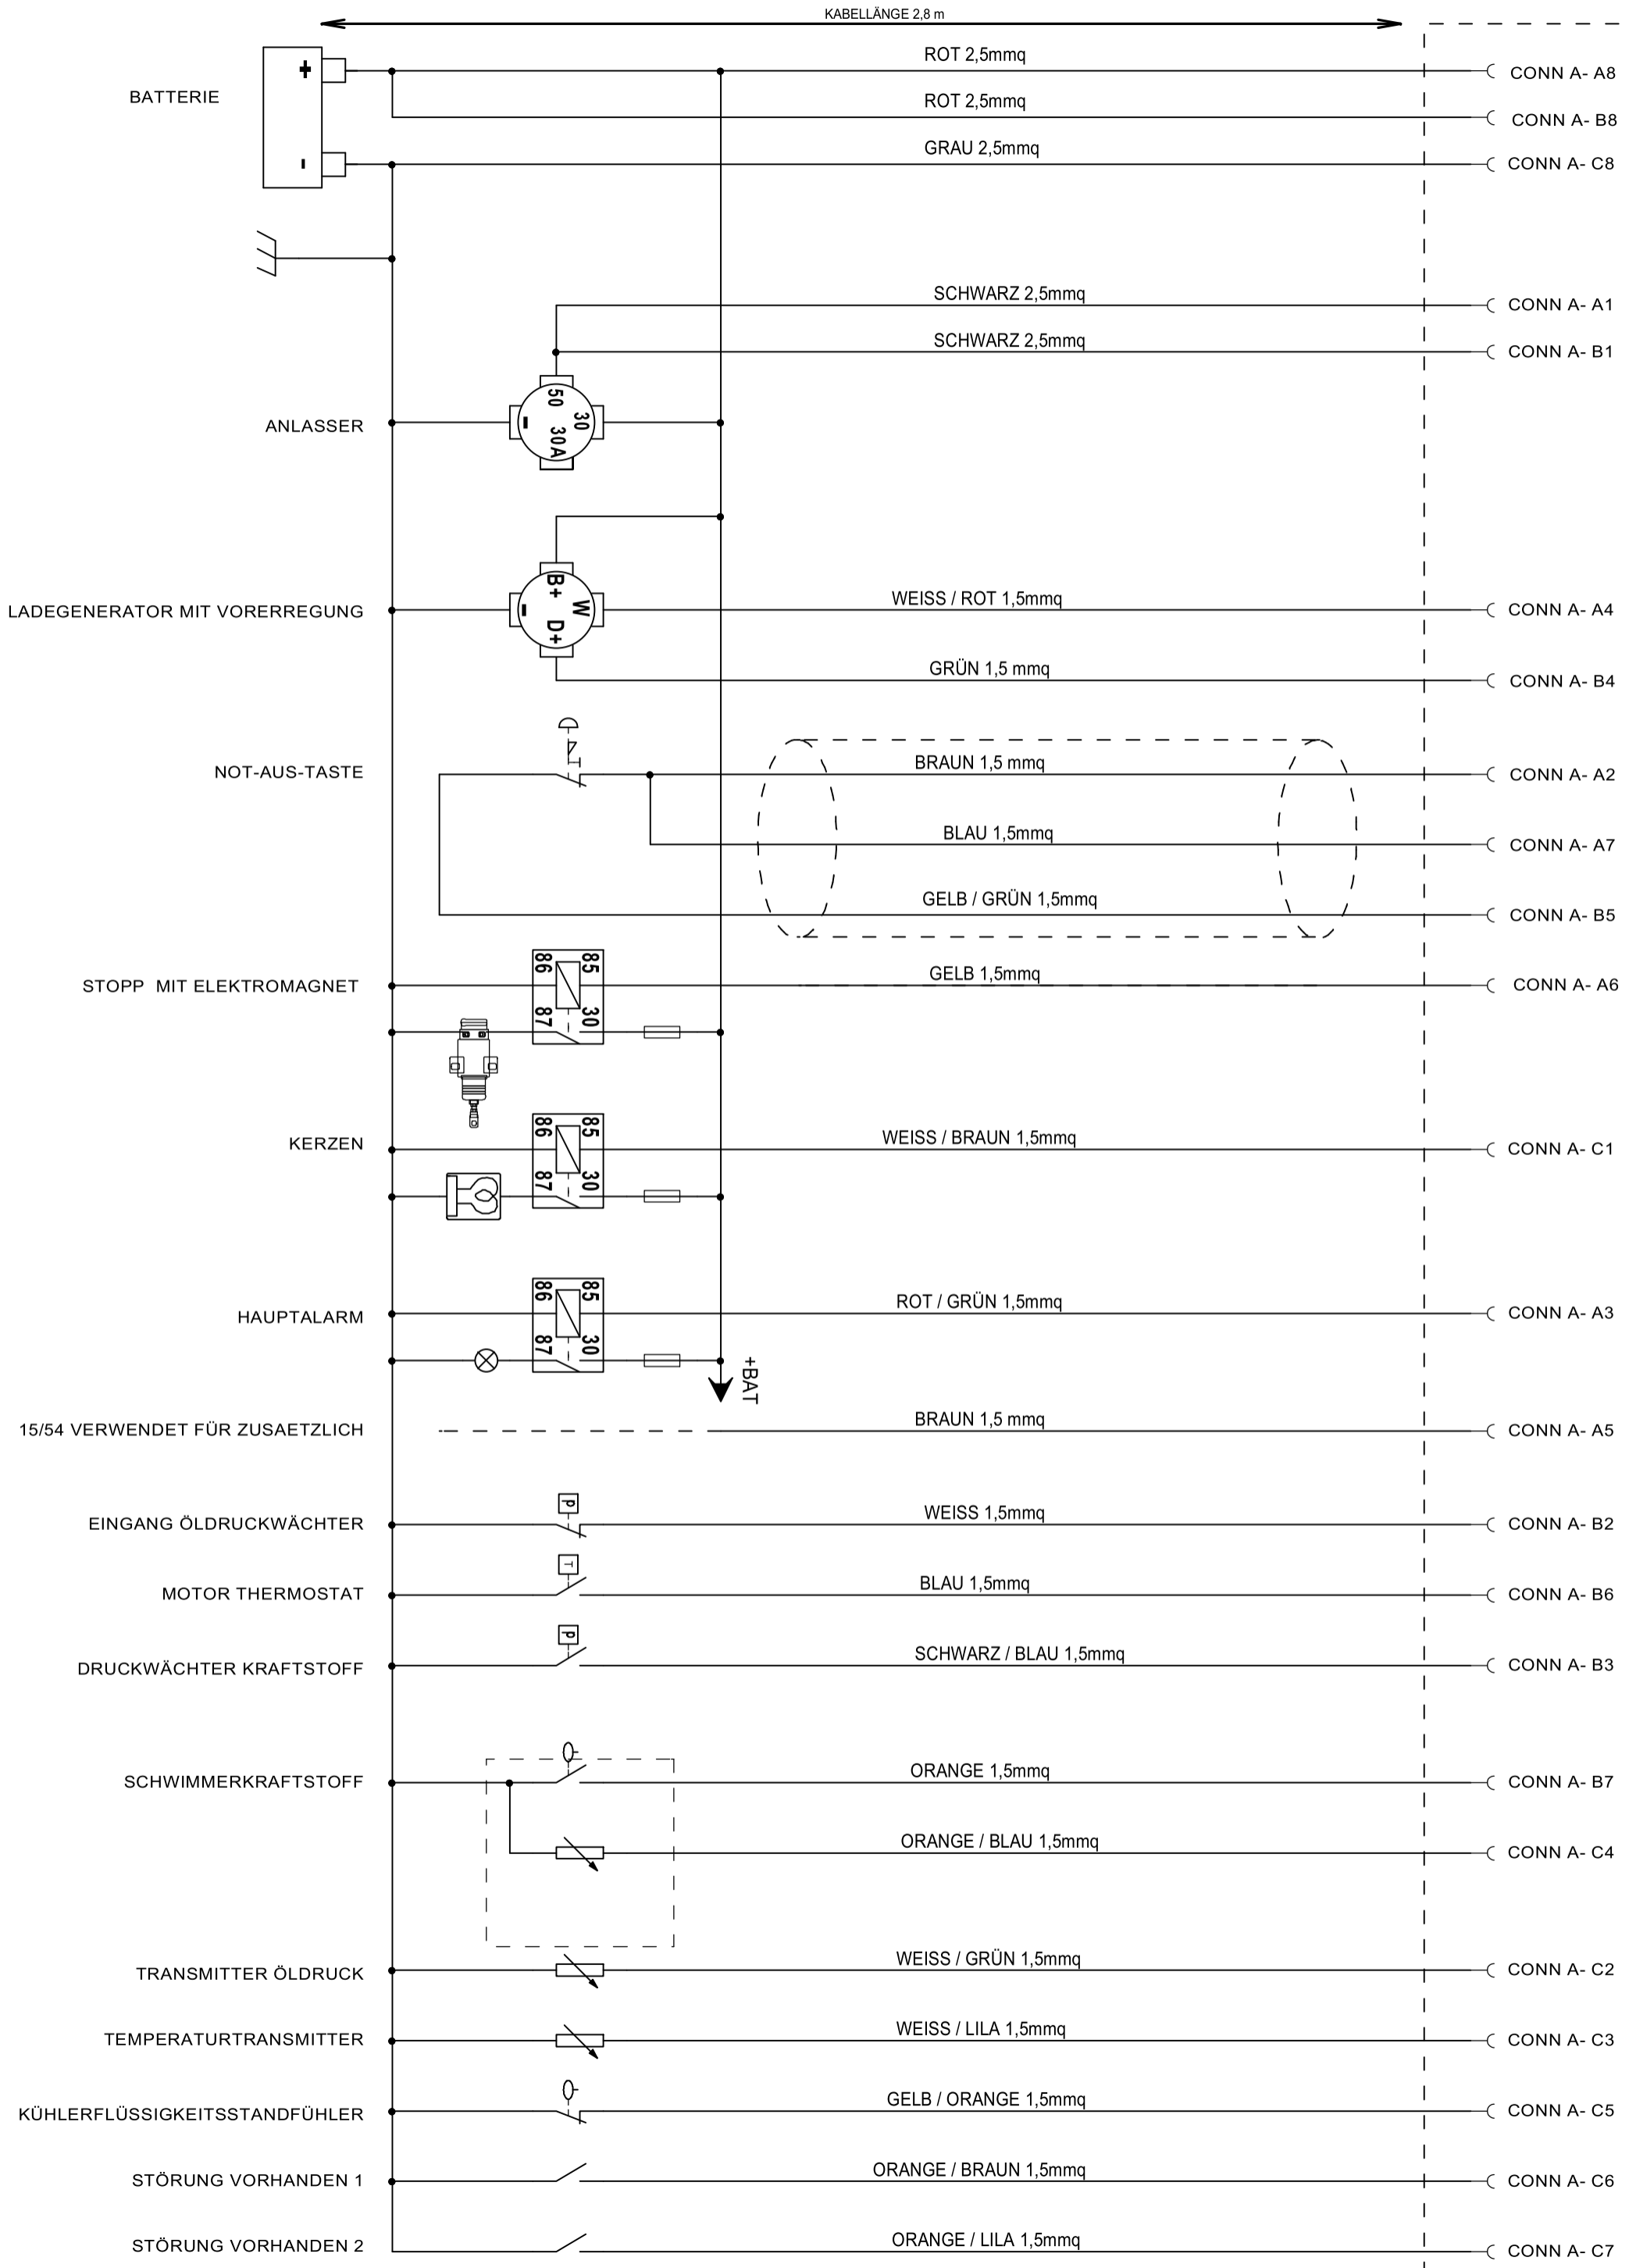 KABELLÄNGE 2,8 m
ROT 2,5mmq
+
CONN A- A8
BATTERIE
ROT 2,5mmq
CONN A- B8
GRAU 2,5mmq
-
CONN A- C8
SCHWARZ 2,5mmq
CONN A- A1
SCHWARZ 2,5mmq
CONN A- B1
ANLASSER
50
30
-
30A
LADEGENERATOR MIT VORERREGUNG
B+
W
-
D+
WEISS / ROT 1,5mmq
CONN A- A4
GRÜN 1,5 mmq
CONN A- B4
NOT-AUS-TASTE
BRAUN 1,5 mmq
CONN A- A2
BLAU 1,5mmq
CONN A- A7
GELB / GRÜN 1,5mmq
CONN A- B5
STOPP MIT ELEKTROMAGNET
86 85
87 30
GELB 1,5mmq
CONN A- A6
KERZEN
86 85
87 30
WEISS / BRAUN 1,5mmq
CONN A- C1
HAUPTALARM
86 85
87 30
ROT / GRÜN 1,5mmq
CONN A- A3
+BAT
15/54 VERWENDET FÜR ZUSAETZLICH
BRAUN 1,5 mmq
CONN A- A5
EINGANG ÖLDRUCKWÄCHTER
P
WEISS 1,5mmq
CONN A- B2
MOTOR THERMOSTAT
T
BLAU 1,5mmq
CONN A- B6
DRUCKWÄCHTER KRAFTSTOFF
P
SCHWARZ / BLAU 1,5mmq
CONN A- B3
SCHWIMMERKRAFTSTOFF
ORANGE 1,5mmq
CONN A- B7
ORANGE / BLAU 1,5mmq
CONN A- C4
TRANSMITTER ÖLDRUCK
WEISS / GRÜN 1,5mmq
CONN A- C2
TEMPERATURTRANSMITTER
WEISS / LILA 1,5mmq
CONN A- C3
KÜHLERFLÜSSIGKEITSSTANDFÜHLER
GELB / ORANGE 1,5mmq
CONN A- C5
STÖRUNG VORHANDEN 1
ORANGE / BRAUN 1,5mmq
CONN A- C6
STÖRUNG VORHANDEN 2
ORANGE / LILA 1,5mmq
CONN A- C7